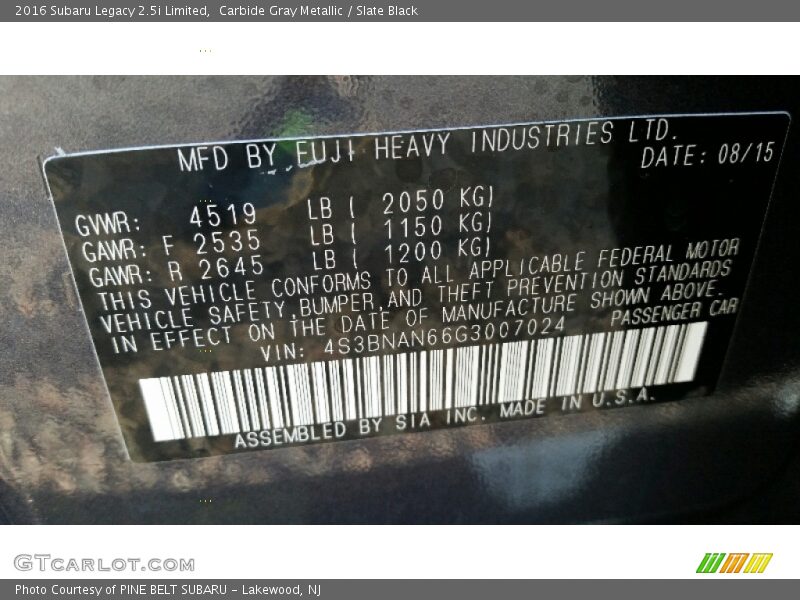 2016 Subaru Legacy 2.5i Limited,  Carbide Gray Metallic / Slate Black
MFD BY FUJI HEAVY INDUSTRIES LTD.
DATE: 08/15
GVWR: 4519 LB ( 2050 KG)
GAWR: F 2535 LB ( 1150 KG)
GAWR: R 2645 LB ( 1200 KG)
THIS VEHICLE CONFORMS TO ALL APPLICABLE FEDERAL MOTOR
VEHICLE SAFETY,BUMPER,AND THEFT PREVENTION STANDARDS
IN EFFECT ON THE DATE OF MANUFACTURE SHOWN ABOVE.
VIN: 4S3BNAN66G3007024 PASSENGER CAR
ASSEMBLED BY SIA INC. MADE IN U.S.A.
GTCARLOT.COM
Photo Courtesy of PINE BELT SUBARU - Lakewood, NJ